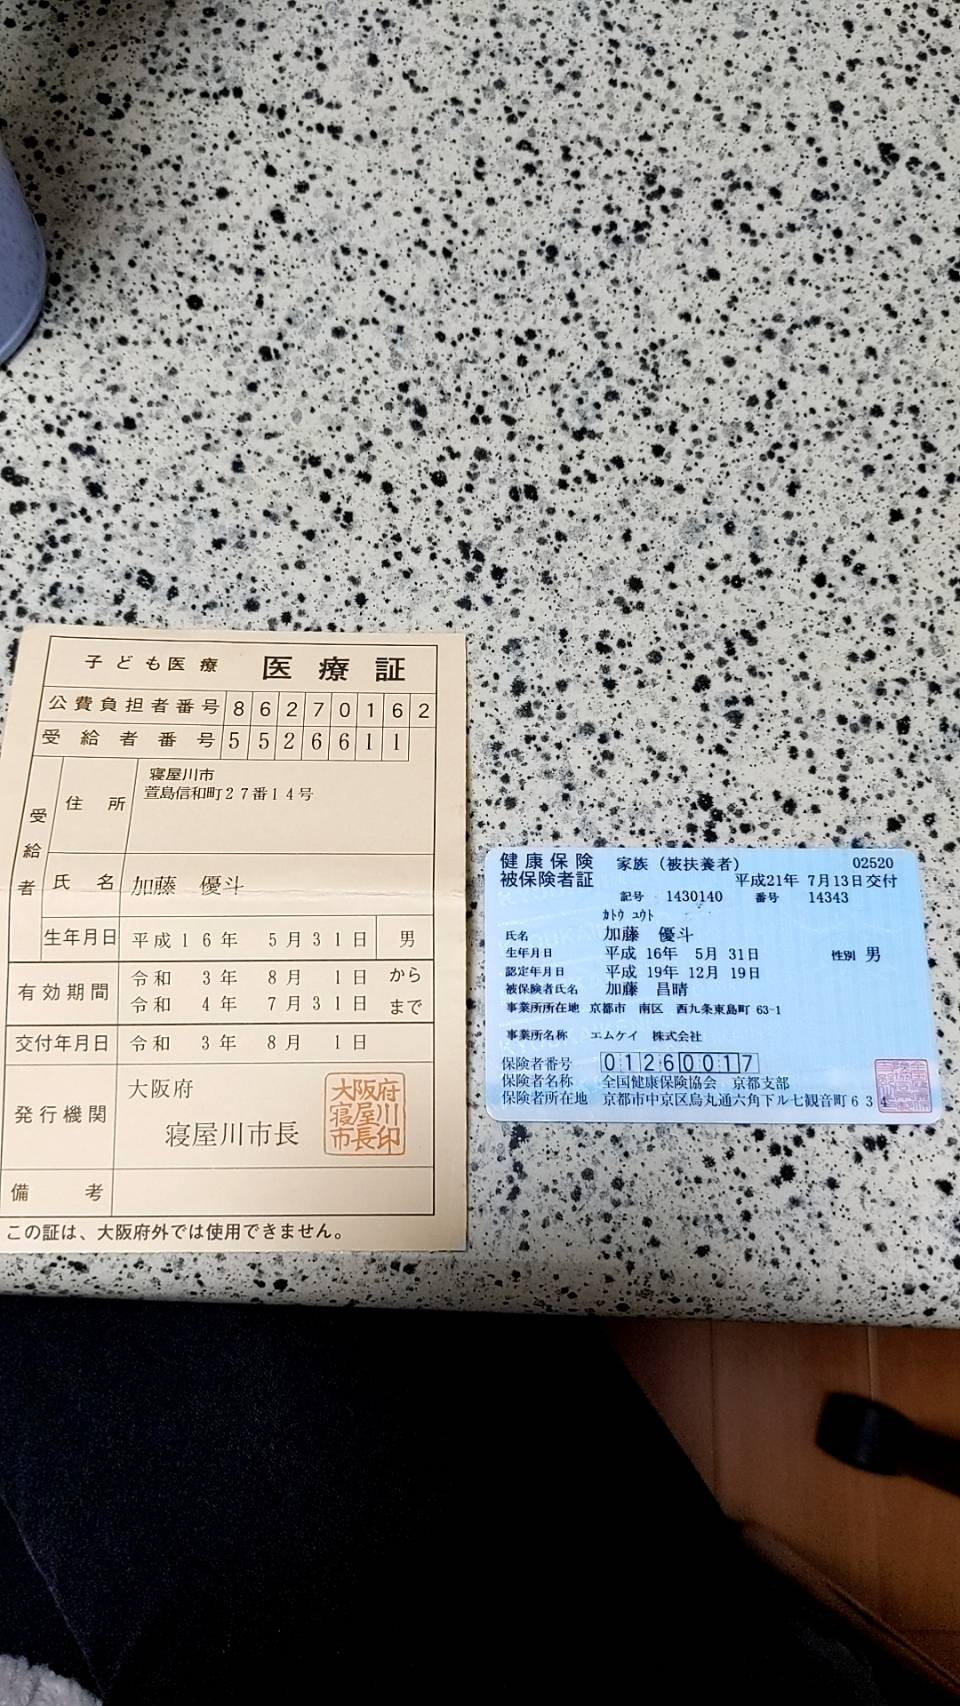 子ども医療 医療証
公費負担者番号 86270162
受給者番号 5526611
受給者
住所 寝屋川市
萱島信和町27番14号
氏名 加藤 優斗
生年月日 平成16年 5月31日 男
有効期間 令和 3年 8月 1日 から
令和 4年 7月31日 まで
交付年月日 令和 3年 8月 1日
発行機関 大阪府
寝屋川市長
大阪府
寝屋川
市長印
備考
この証は、大阪府外では使用できません。
健康保険 家族(被扶養者) 02520
被保険者証 平成21年 7月13日交付
記号 1430140 番号 14343
カトウ ユウト
氏名 加藤 優斗
生年月日 平成 16年 5月 31日 性別 男
認定年月日 平成 19年 12月 19日
被保険者氏名 加藤 昌晴
事業所所在地 京都市 南区 西九条東島町 63-1
事業所名称 エムケイ 株式会社
保険者番号 01260017
保険者名称 全国健康保険協会 京都支部
保険者所在地 京都市中京区烏丸通六角下ル七観音町634